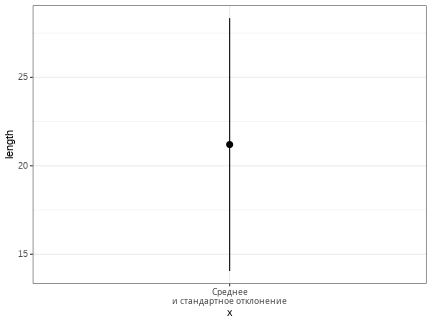 length
25
20
15
Среднее
и стандартное отклонение
x